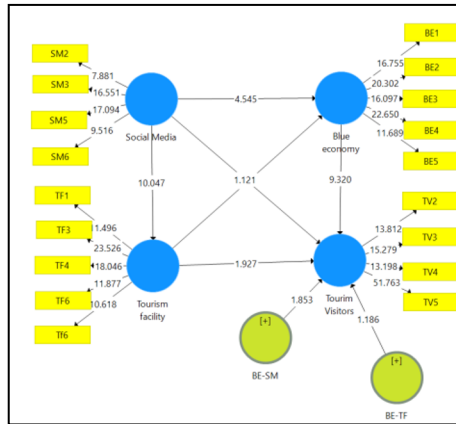 SM2
SM3
SM5
SM6
7.881
16.551
17.094
9.516
Social Media
4.545
BE1
BE2
BE3
BE4
BE5
16.755
20.302
16.097
22.650
11.689
Blue
economy
10.047
1.121
9.320
TF1
TF3
TF4
TF6
Tf6
1.496
23.526
18.046
11.877
10.618
Tourism
facility
1.927
TV2
TV3
TV4
TV5
13.812
15.279
13.198
51.763
Tourim
Visitors
1.853
1.186
[+]
BE-SM
[+]
BE-TF